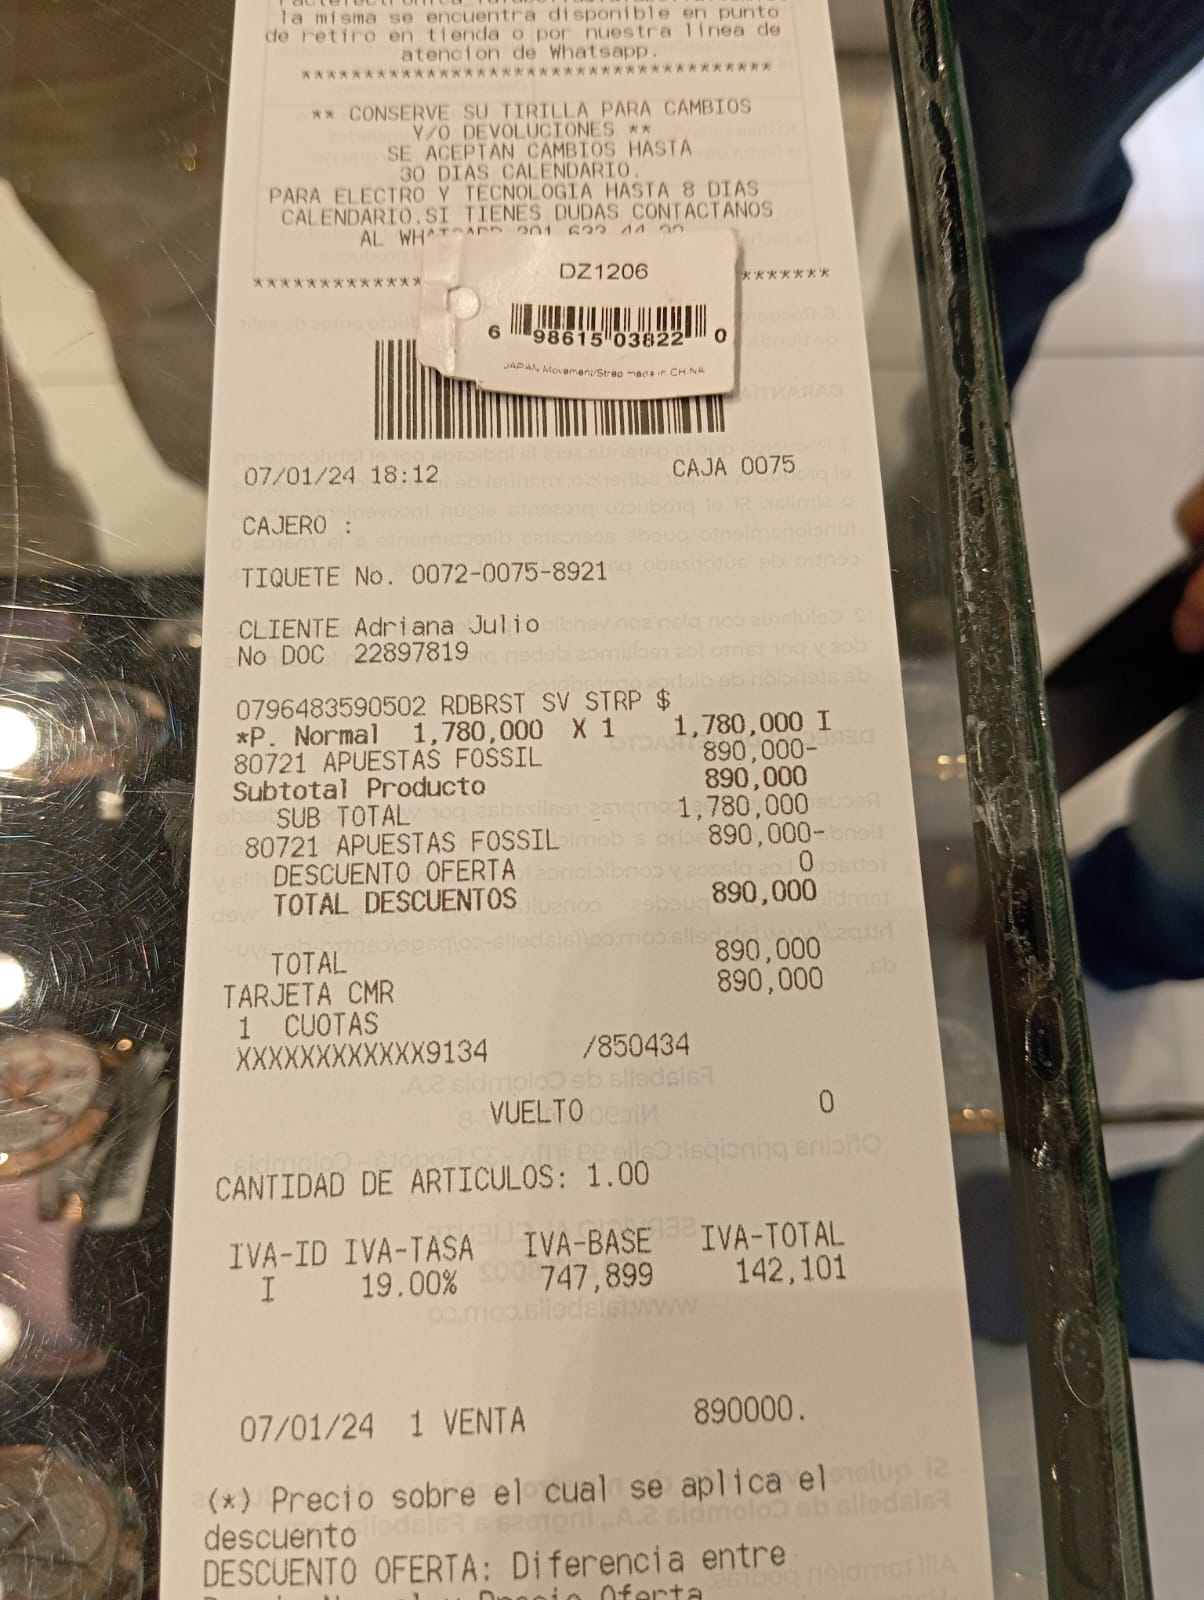 la misma se encuentra disponible en punto
de retiro en tienda o por nuestra linea de
atencion de Whatsapp.
****************************************
** CONSERVE SU TIRILLA PARA CAMBIOS
Y/O DEVOLUCIONES **
SE ACEPTAN CAMBIOS HASTA
30 DIAS CALENDARIO.
PARA ELECTRO Y TECNOLOGIA HASTA 8 DIAS
CALENDARIO.SI TIENES DUDAS CONTACTANOS
AL
DZ1206
6 98615 03822 0
JAPAN Movement/Strap made in CHINA
07/01/24 18:12 CAJA 0075
CAJERO :
TIQUETE No. 0072-0075-8921
CLIENTE Adriana Julio
No DOC 22897819
0796483590502 RDBRST SV STRP $
*P. Normal 1,780,000 X 1 1,780,000 I
80721 APUESTAS FOSSIL 890,000-
Subtotal Producto 890,000
SUB TOTAL 1,780,000
80721 APUESTAS FOSSIL 890,000-
DESCUENTO OFERTA 0
TOTAL DESCUENTOS 890,000
TOTAL 890,000
TARJETA CMR 890,000
1 CUOTAS
XXXXXXXXXXXX9134 /850434
VUELTO 0
CANTIDAD DE ARTICULOS: 1.00
IVA-ID IVA-TASA IVA-BASE IVA-TOTAL
I 19.00% 747,899 142,101
07/01/24 1 VENTA 890000.
(*) Precio sobre el cual se aplica el
descuento
DESCUENTO OFERTA: Diferencia entre